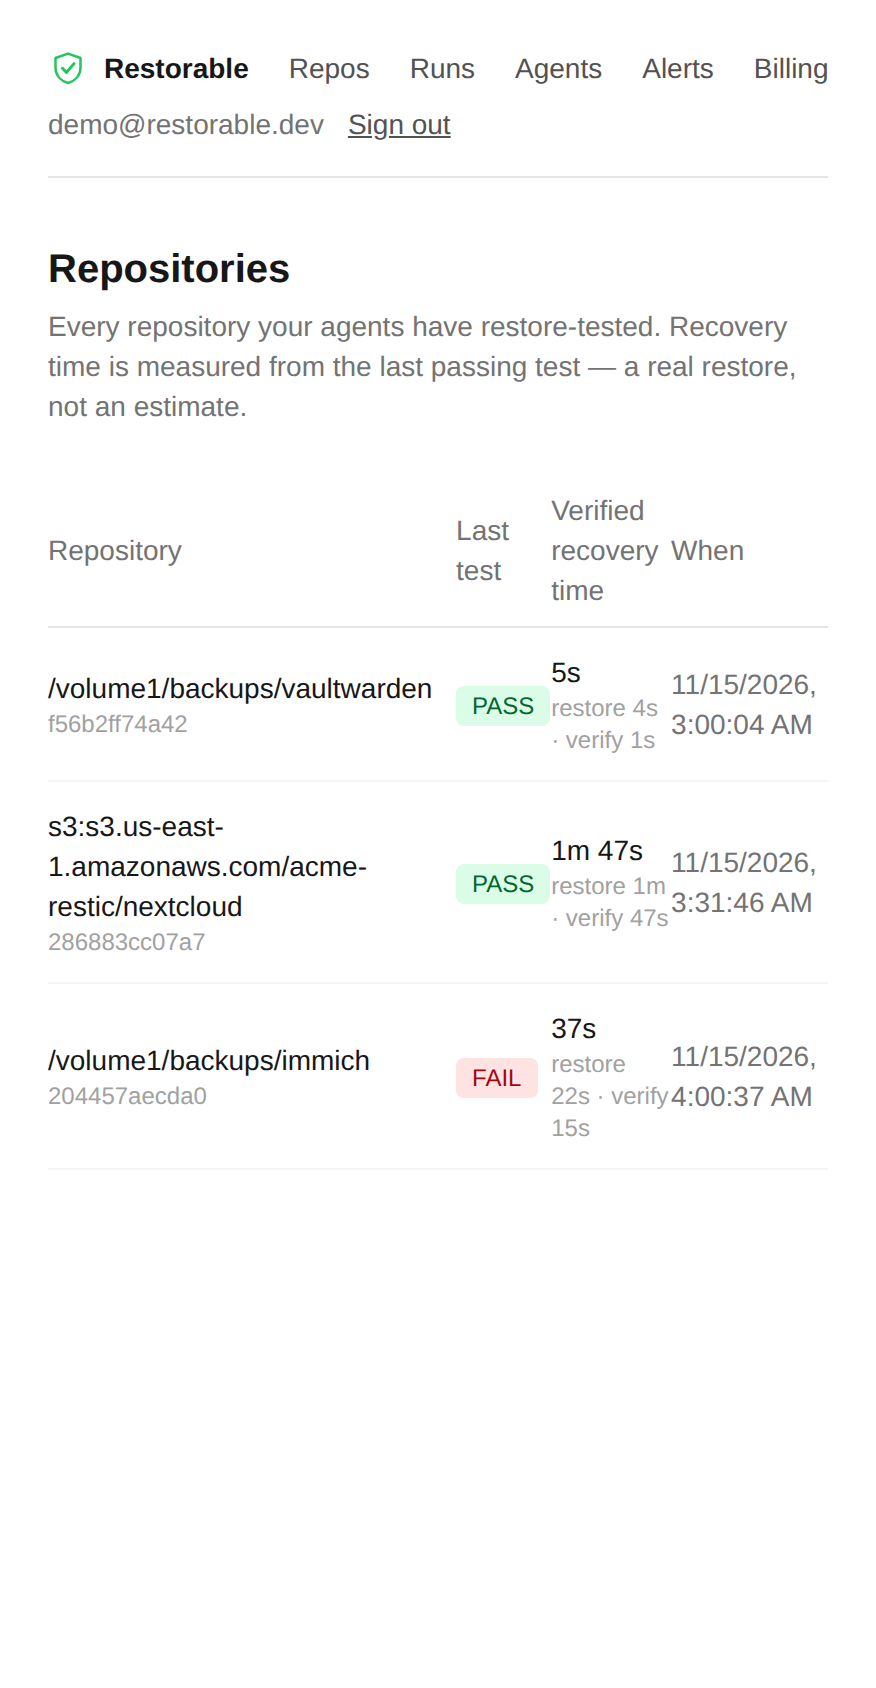 Restorable Repos Runs Agents Alerts Billing
demo@restorable.dev Sign out
Repositories
Every repository your agents have restore-tested. Recovery
time is measured from the last passing test — a real restore,
not an estimate.
Repository
Last
test
Verified
recovery
time
When
/volume1/backups/vaultwarden
f56b2ff74a42
PASS
5s
restore 4s
· verify 1s
11/15/2026,
3:00:04 AM
s3:s3.us-east-
1.amazonaws.com/acme-
restic/nextcloud
286883cc07a7
PASS
1m 47s
restore 1m
· verify 47s
11/15/2026,
3:31:46 AM
/volume1/backups/immich
204457aecda0
FAIL
37s
restore
22s · verify
15s
11/15/2026,
4:00:37 AM